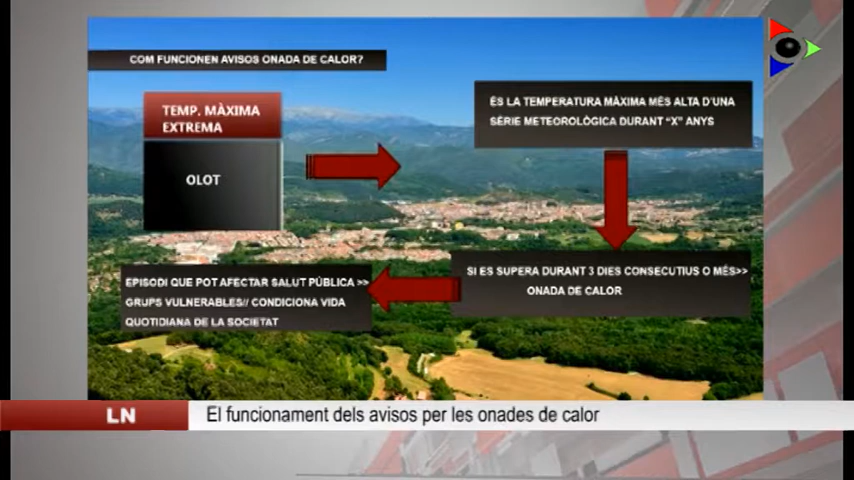 COM FUNCIONEN AVISOS ONADA DE CALOR?
TEMP. MÀXIMA
EXTREMA
OLOT
ÉS LA TEMPERATURA MÀXIMA MÉS ALTA D'UNA
SÈRIE METEOROLÒGICA DURANT "X" ANYS
SI ES SUPERA DURANT 3 DIES CONSECUTIUS O MÉS>>
ONADA DE CALOR
EPISODI QUE POT AFECTAR SALUT PÚBLICA >>
GRUPS VULNERABLES// CONDICIONA VIDA
QUOTIDIANA DE LA SOCIETAT
LN
El funcionament dels avisos per les onades de calor